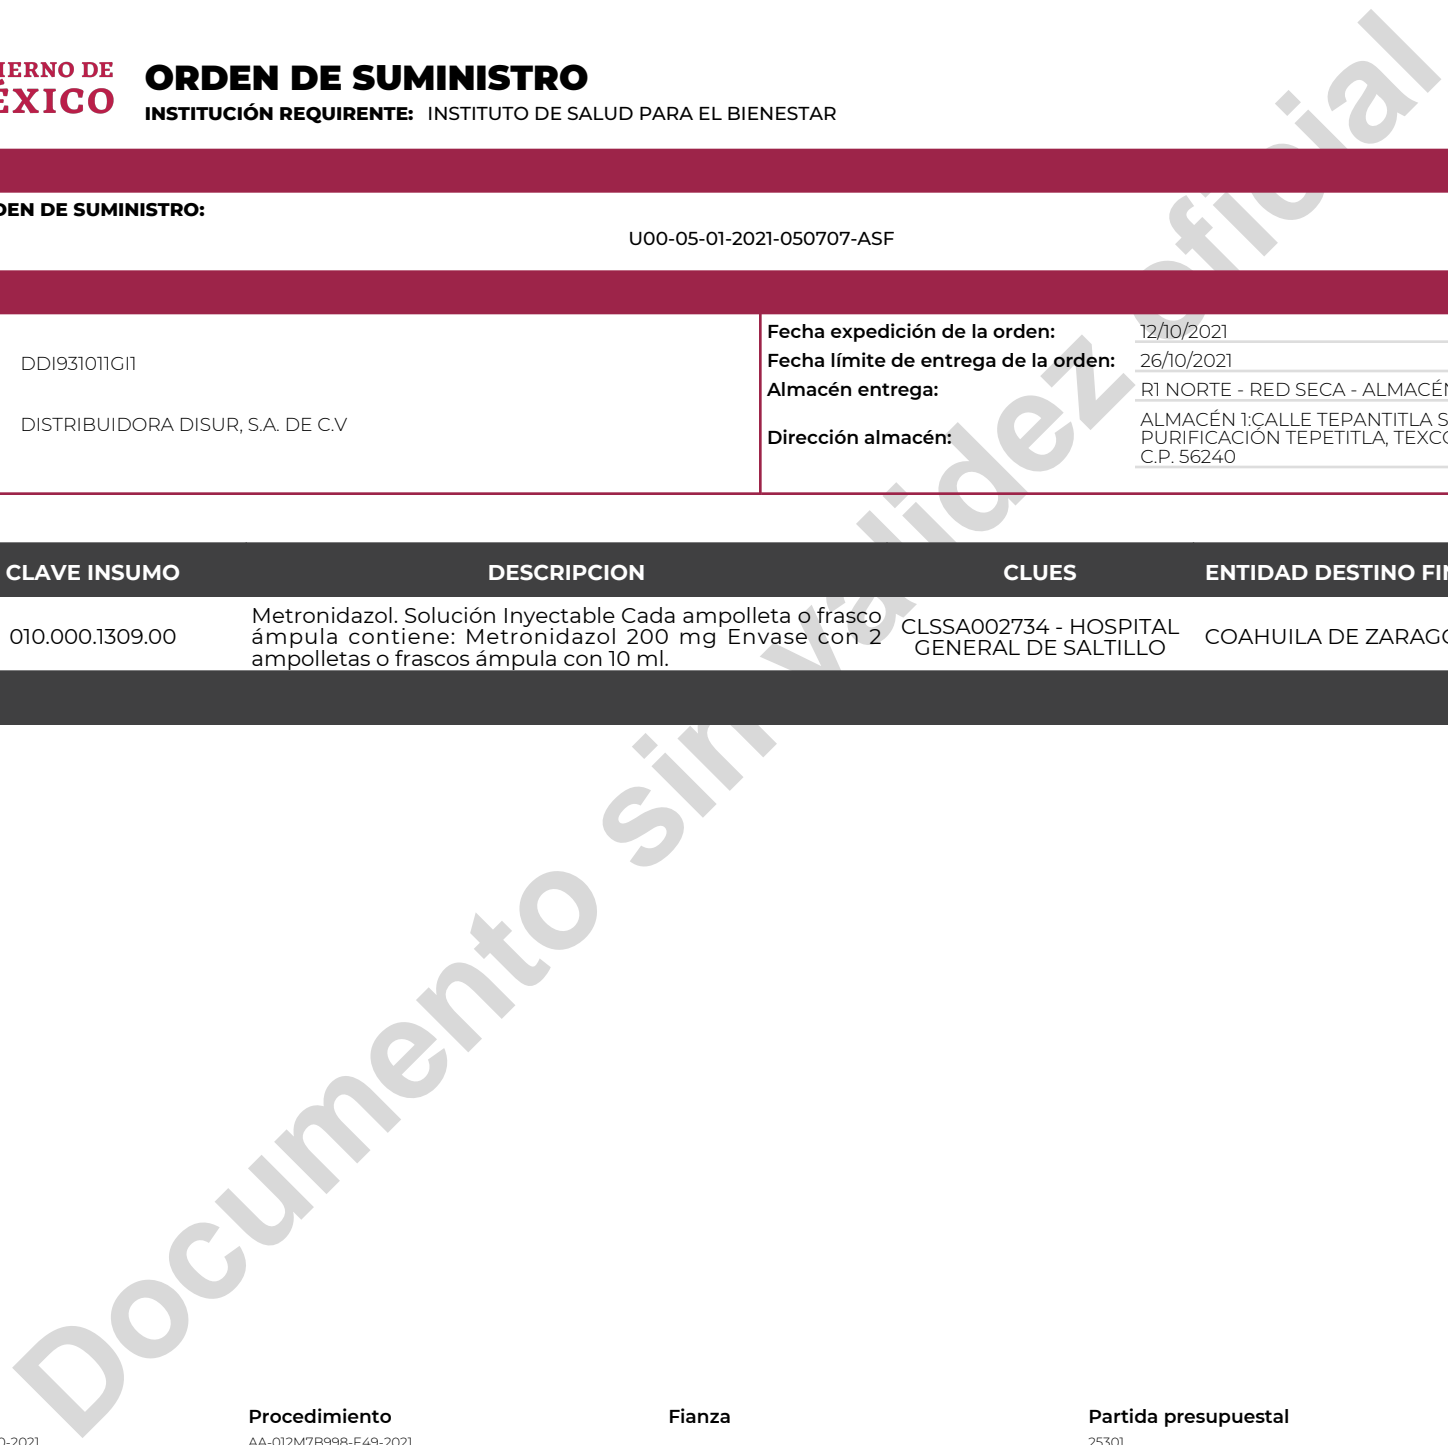 IERNO DE
ÉXICO
ORDEN DE SUMINISTRO
INSTITUCIÓN REQUIRENTE: INSTITUTO DE SALUD PARA EL BIENESTAR
DEN DE SUMINISTRO:
U00-05-01-2021-050707-ASF
DDI931011GI1
DISTRIBUIDORA DISUR, S.A. DE C.V
Fecha expedición de la orden: 12/10/2021
Fecha límite de entrega de la orden: 26/10/2021
Almacén entrega: R1 NORTE - RED SECA - ALMACÉN
Dirección almacén:
ALMACÉN 1:CALLE TEPANTITLA S
PURIFICACIÓN TEPETITLA, TEXCO
C.P. 56240
CLAVE INSUMO DESCRIPCION CLUES ENTIDAD DESTINO FIN
010.000.1309.00
Metronidazol. Solución Inyectable Cada ampolleta o frasco
ámpula contiene: Metronidazol 200 mg Envase con 2
ampolletas o frascos ámpula con 10 ml.
CLSSA002734 - HOSPITAL
GENERAL DE SALTILLO
COAHUILA DE ZARAGO
Documento sin validez oficial
Procedimiento Fianza Partida presupuestal
0-2021 AA-012M7B998-E49-2021 25301